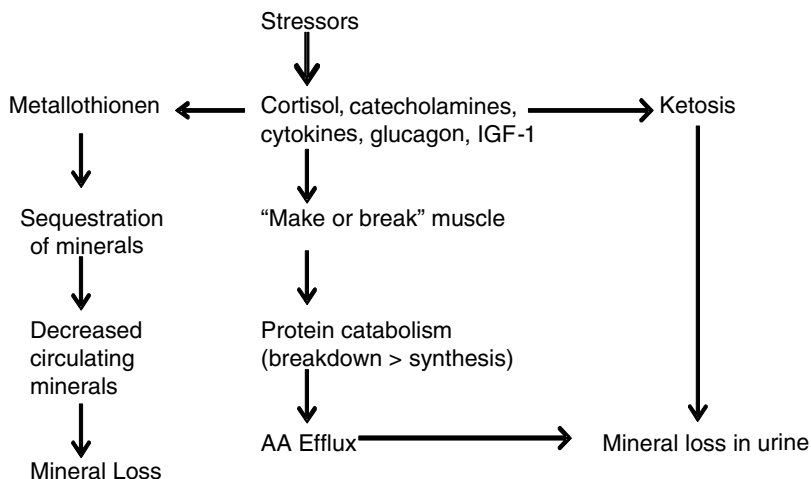 Stressors
Metallothionen
Cortisol, catecholamines,
cytokines, glucagon, IGF-1
Ketosis
Sequestration
of minerals
“Make or break” muscle
Decreased
circulating
minerals
Protein catabolism
(breakdown > synthesis)
Mineral Loss
AA Efflux
Mineral loss in urine